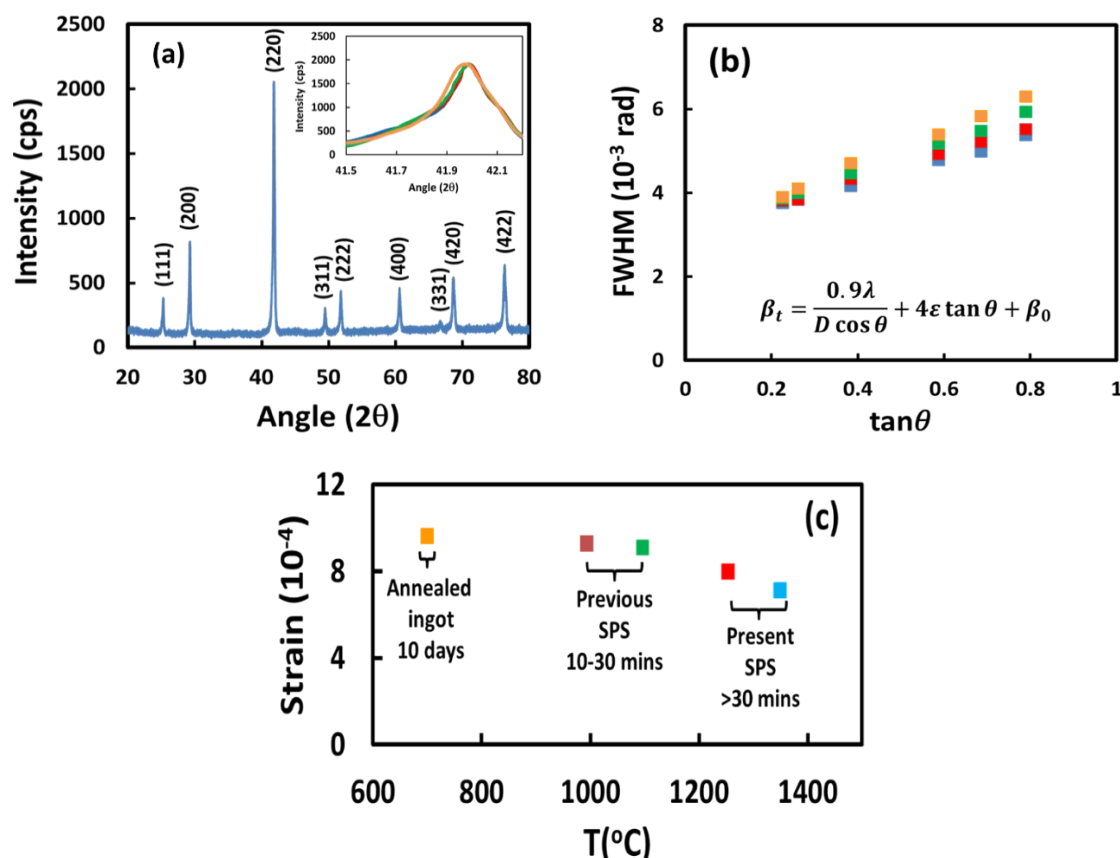 (a)
Intensity (cps)
2500
2000
1500
1000
500
0
20 30 40 50 60 70 80
Angle (2θ)
(111)
(200)
(220)
(311)
(222)
(400)
(331)
(420)
(422)
Intensity (cps)
2500
2000
1500
1000
500
0
41.5 41.7 41.9 42.1
Angle (2θ)
(b)
FWHM (10⁻³ rad)
8
6
4
2
0
0 0.2 0.4 0.6 0.8 1
tanθ
βₜ = 0.9λ / D cos θ + 4ε tan θ + β₀
(c)
Strain (10⁻⁴)
12
8
4
0
600 800 1000 1200 1400
T(°C)
Annealed
ingot
10 days
Previous
SPS
10-30 mins
Present
SPS
>30 mins